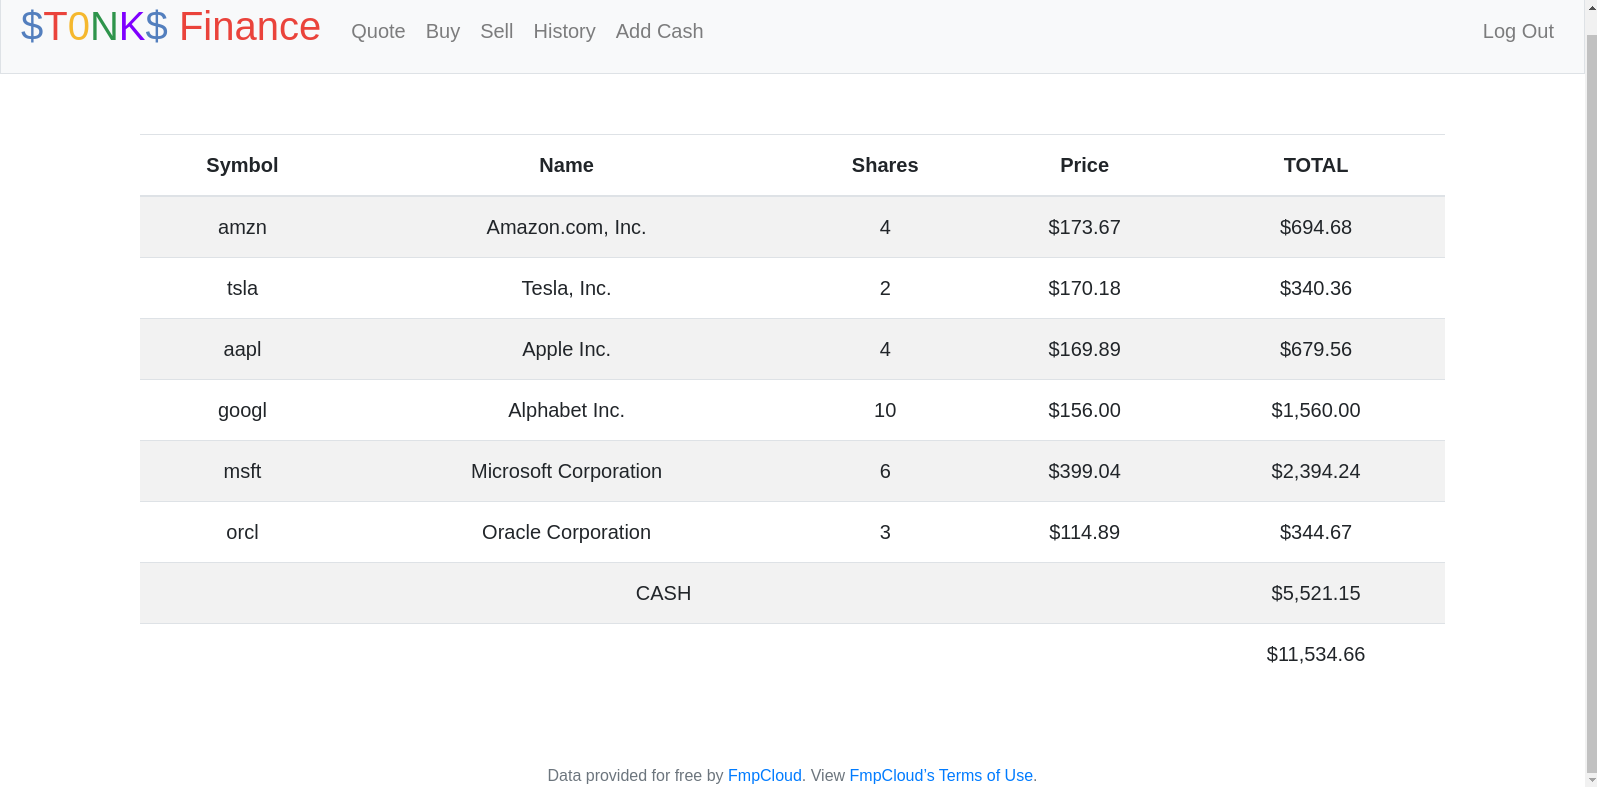 $T0NK$ Finance Quote Buy Sell History Add Cash Log Out
Symbol Name Shares Price TOTAL
amzn Amazon.com, Inc. 4 $173.67 $694.68
tsla Tesla, Inc. 2 $170.18 $340.36
aapl Apple Inc. 4 $169.89 $679.56
googl Alphabet Inc. 10 $156.00 $1,560.00
msft Microsoft Corporation 6 $399.04 $2,394.24
orcl Oracle Corporation 3 $114.89 $344.67
CASH $5,521.15
$11,534.66
Data provided for free by FmpCloud. View FmpCloud’s Terms of Use.